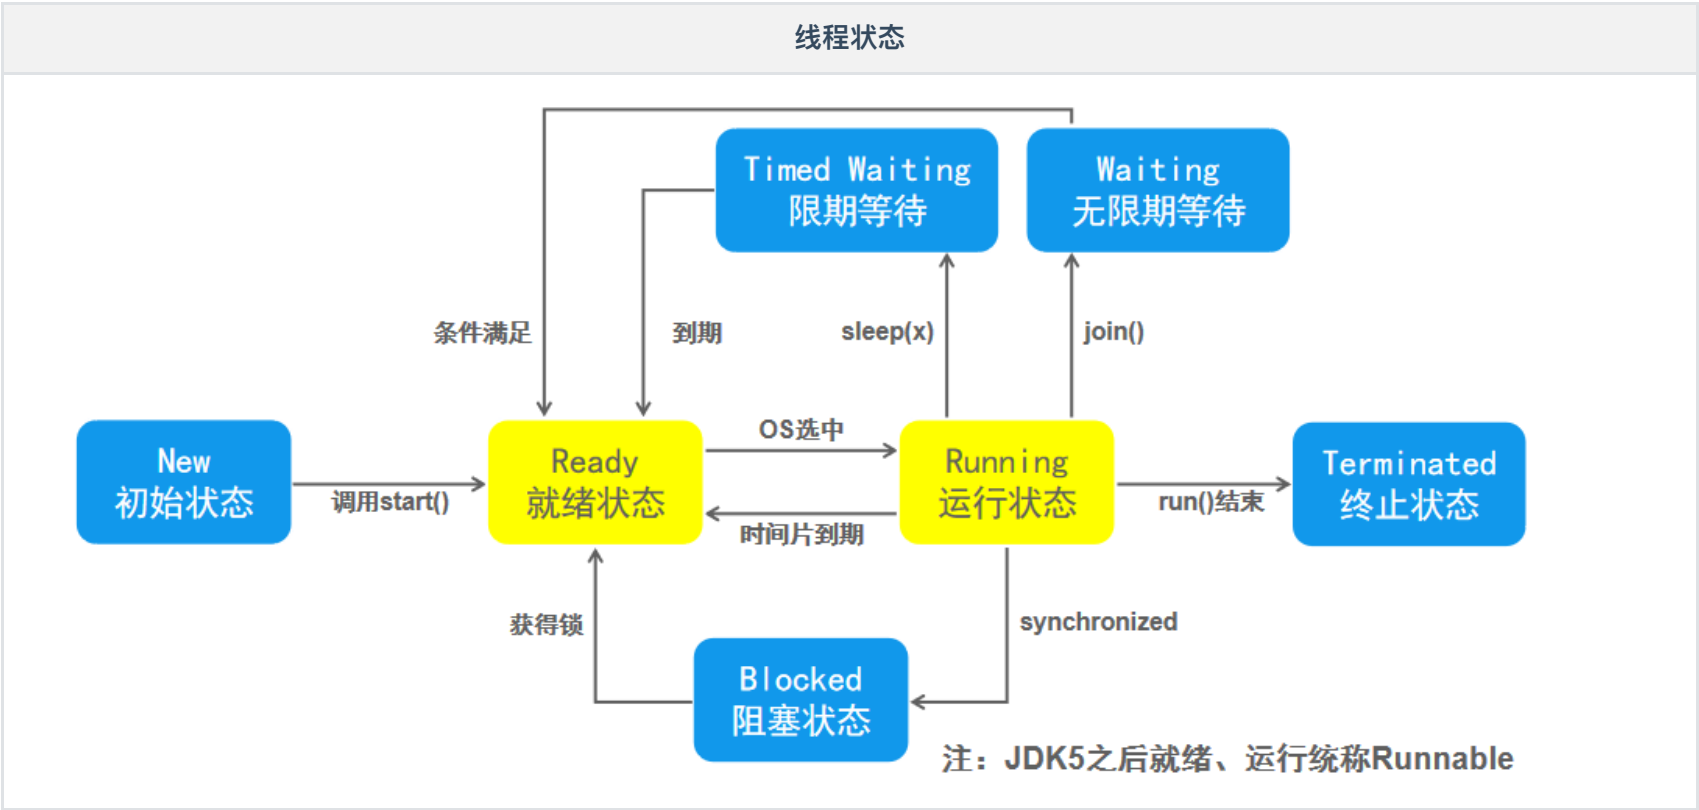 线程状态
Timed Waiting
限期等待
Waiting
无限期等待
条件满足
到期
sleep(x)
join()
New
初始状态
调用start()
Ready
就绪状态
OS选中
时间片到期
Running
运行状态
run()结束
Terminated
终止状态
获得锁
synchronized
Blocked
阻塞状态
注：JDK5之后就绪、运行统称Runnable